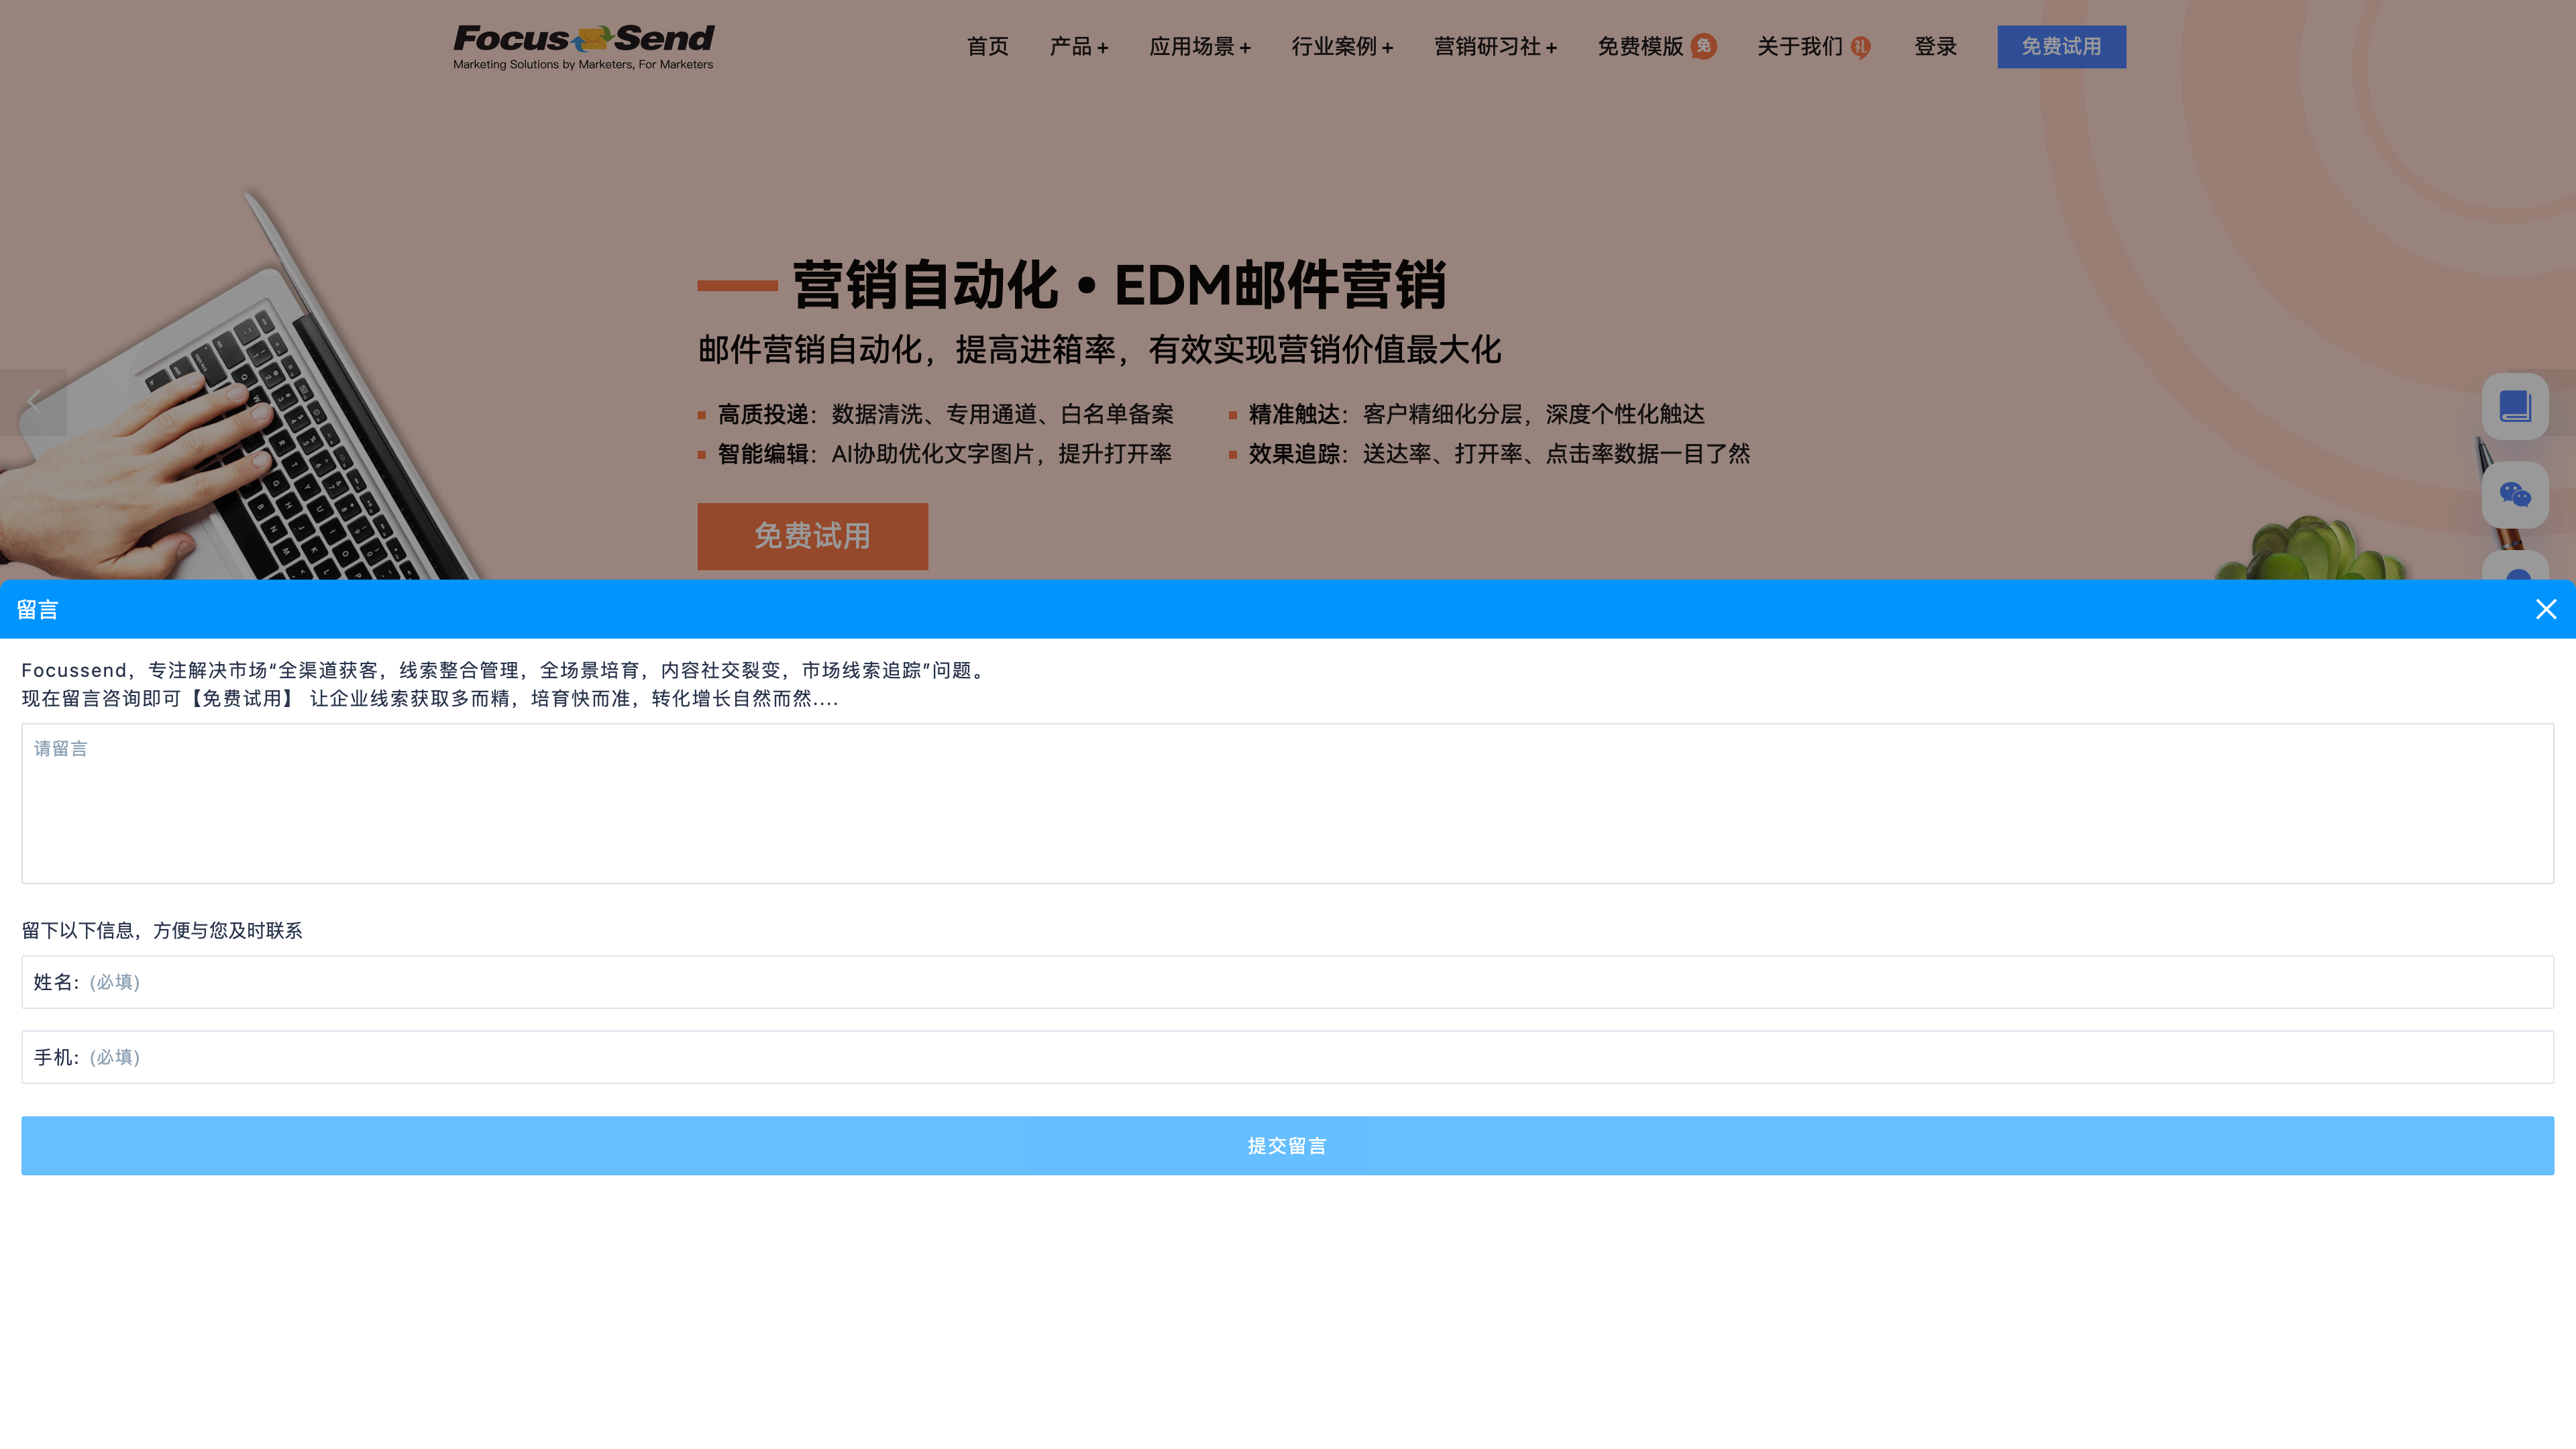 Focus Send
Marketing Solutions by Marketers, For Marketers
首页 产品+ 应用场景+ 行业案例+ 营销研习社+ 免费模版 免 关于我们 礼 登录 免费试用
营销自动化・EDM邮件营销
邮件营销自动化，提高进箱率，有效实现营销价值最大化
高质投递：数据清洗、专用通道、白名单备案 精准触达：客户精细化分层，深度个性化触达
智能编辑：AI协助优化文字图片，提升打开率 效果追踪：送达率、打开率、点击率数据一目了然
免费试用
留言
Focussend，专注解决市场“全渠道获客，线索整合管理，全场景培育，内容社交裂变，市场线索追踪”问题。
现在留言咨询即可【免费试用】 让企业线索获取多而精，培育快而准，转化增长自然而然....
请留言
留下以下信息，方便与您及时联系
姓名: (必填)
手机: (必填)
提交留言